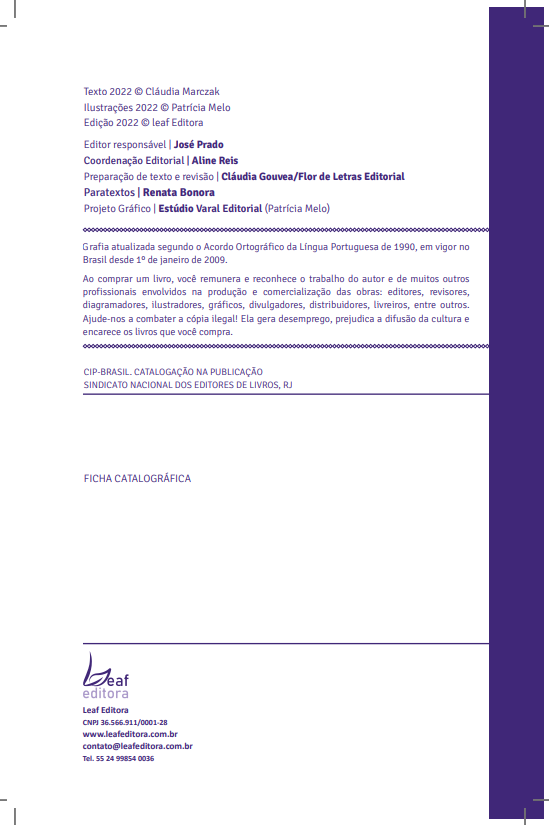 Texto 2022 © Cláudia Marczak
Ilustrações 2022 © Patrícia Melo
Edição 2022 © leaf Editora
Editor responsável | José Prado
Coordenação Editorial | Aline Reis
Preparação de texto e revisão | Cláudia Gouvea/Flor de Letras Editorial
Paratextos | Renata Bonora
Projeto Gráfico | Estúdio Varal Editorial (Patrícia Melo)
Grafia atualizada segundo o Acordo Ortográfico da Língua Portuguesa de 1990, em vigor no
Brasil desde 1º de janeiro de 2009.
Ao comprar um livro, você remunera e reconhece o trabalho do autor e de muitos outros
profissionais envolvidos na produção e comercialização das obras: editores, revisores,
diagramadores, ilustradores, gráficos, divulgadores, distribuidores, livreiros, entre outros.
Ajude-nos a combater a cópia ilegal! Ela gera desemprego, prejudica a difusão da cultura e
encarece os livros que você compra.
CIP-BRASIL. CATALOGAÇÃO NA PUBLICAÇÃO
SINDICATO NACIONAL DOS EDITORES DE LIVROS, RJ
FICHA CATALOGRÁFICA
Leaf
editora
Leaf Editora
CNPJ 36.566.911/0001-28
www.leafeditora.com.br
contato@leafeditora.com.br
Tel. 55 24 99854 0036